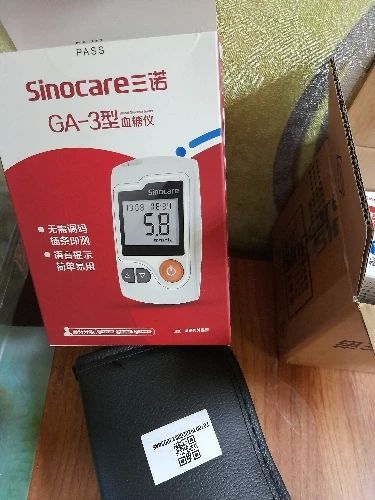 PASS
Sinocare三诺
GA-3型血糖仪
Sinocare
5.8
无需调码
插条即测
语音提示
简单易用